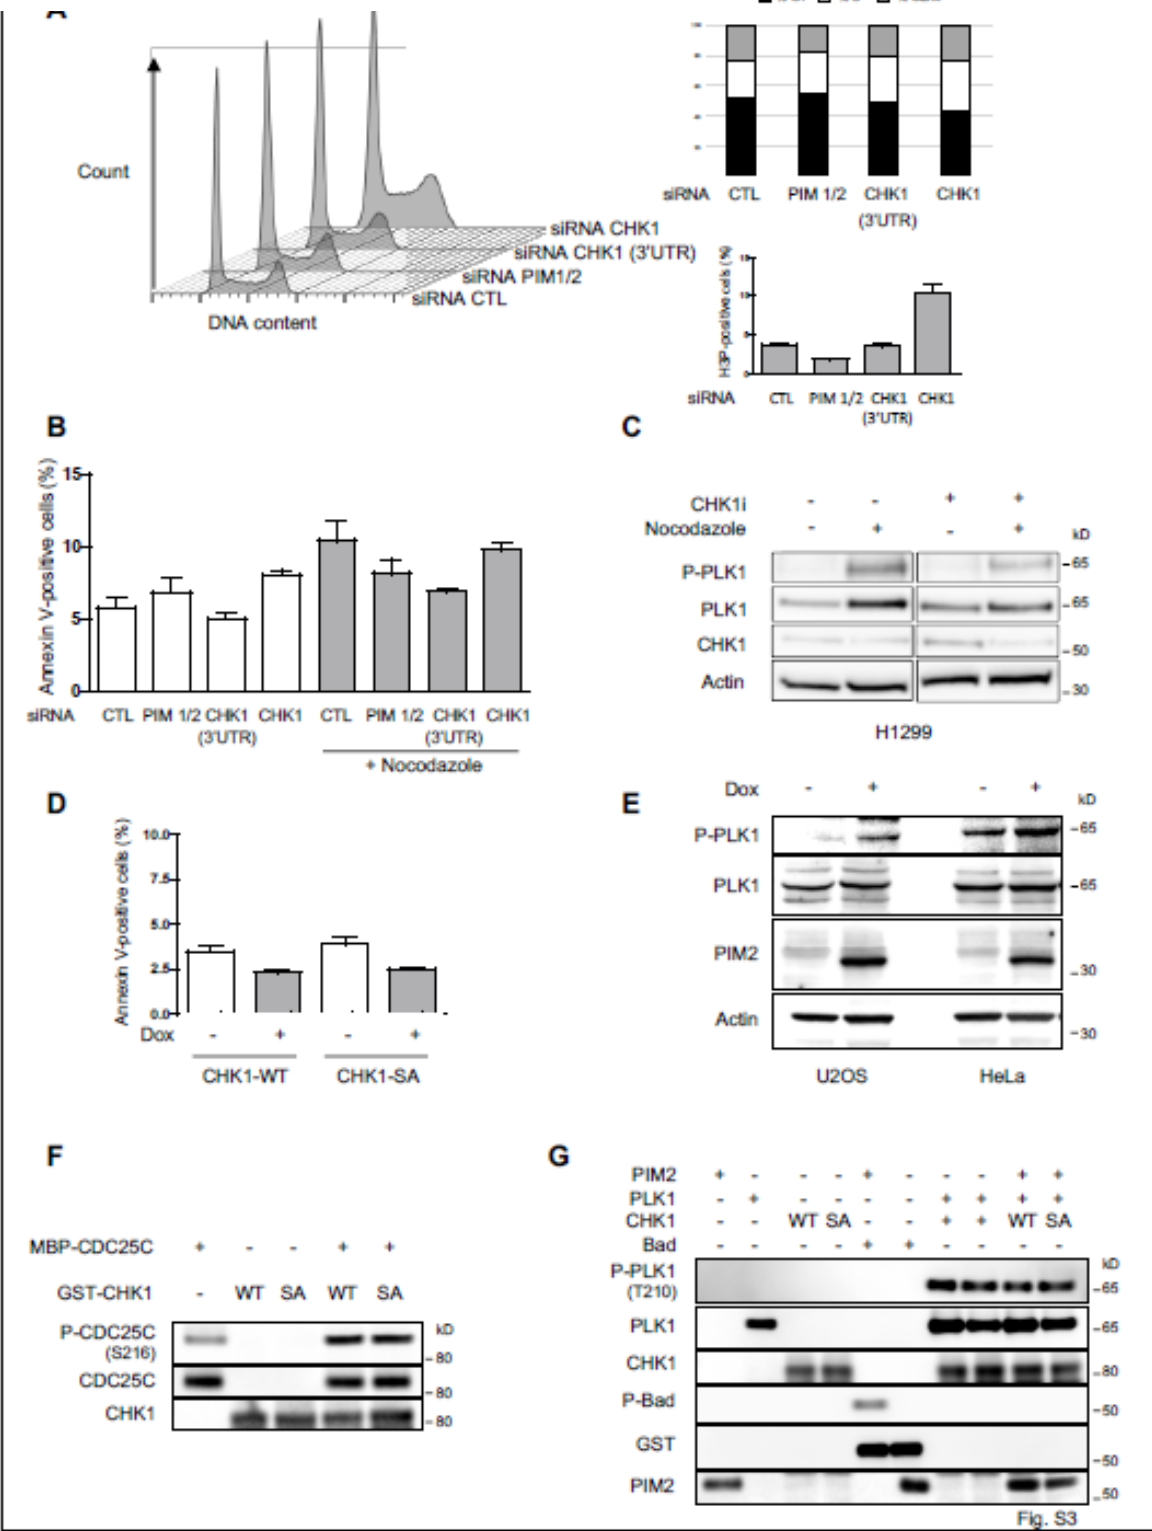 A
Count
siRNA CHK1
siRNA CHK1 (3'UTR)
siRNA PIM1/2
siRNA CTL
DNA content
siRNA CTL PIM 1/2 CHK1 CHK1
(3'UTR)
H3P-positive cells (%)
siRNA CTL PIM 1/2 CHK1 CHK1
(3'UTR)
B
Annexin V-positive cells (%)
15
10
5
0
siRNA CTL PIM 1/2 CHK1 CHK1 CTL PIM 1/2 CHK1 CHK1
(3'UTR) (3'UTR)
+ Nocodazole
C
CHK1i - - + +
Nocodazole - + - +
kD
P-PLK1 -65
PLK1 -65
CHK1 -50
Actin -30
H1299
D
Annexin V-positive cells (%)
10.0
7.5
5.0
2.5
0.0
Dox - + - +
CHK1-WT CHK1-SA
E
Dox - + - +
kD
P-PLK1 -65
PLK1 -65
PIM2 -30
Actin -30
U2OS HeLa
F
MBP-CDC25C + - - + +
GST-CHK1 - WT SA WT SA
P-CDC25C kD
(S216) -80
CDC25C -80
CHK1 -80
G
PIM2 + - - - + - - - + +
PLK1 - + - - - - + + + +
CHK1 - - WT SA - - + + WT SA
Bad - - - - + + - - - -
P-PLK1 kD
(T210) -65
PLK1 -65
CHK1 -80
P-Bad -50
GST -50
PIM2 -50
Fig. S3